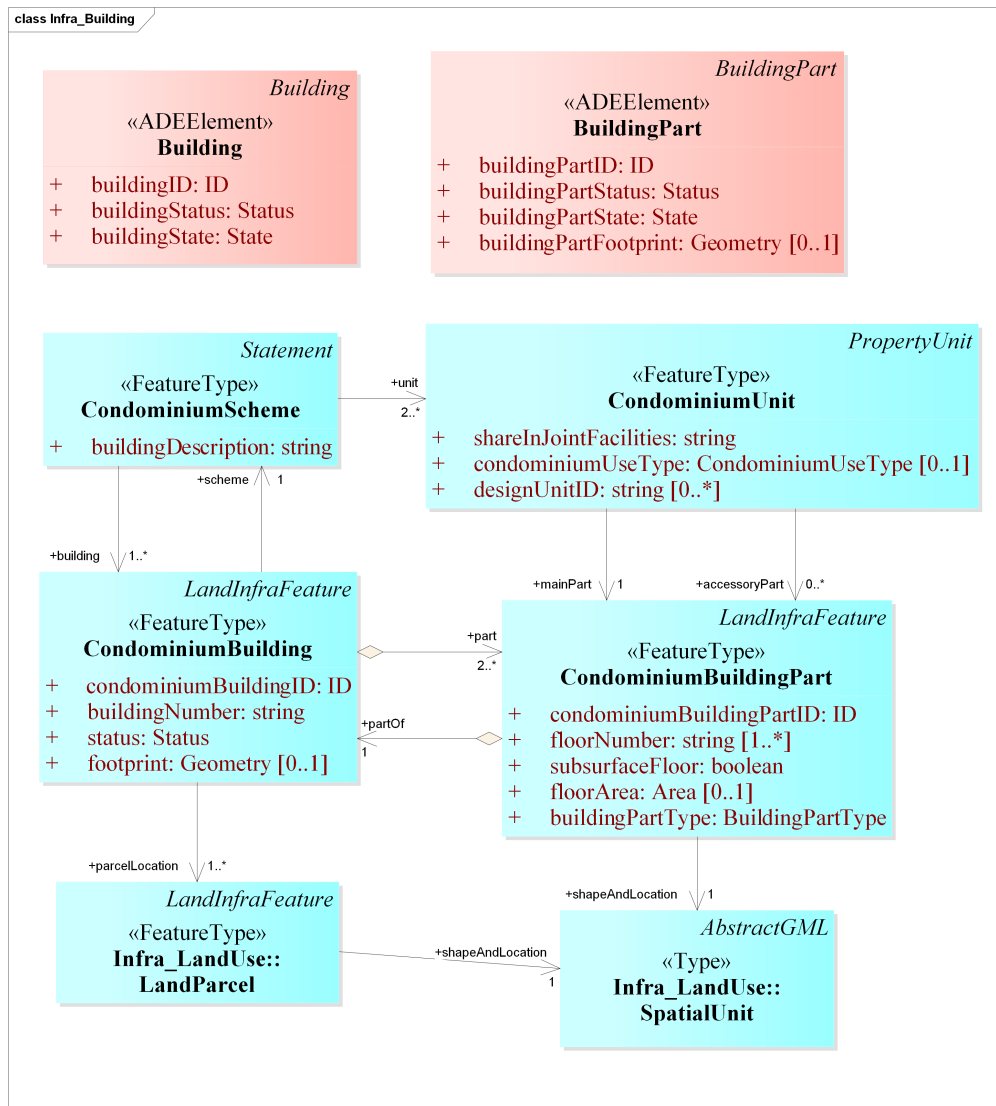 class Infra_Building
Building
«ADEElement»
Building
+ buildingID: ID
+ buildingStatus: Status
+ buildingState: State
BuildingPart
«ADEElement»
BuildingPart
+ buildingPartID: ID
+ buildingPartStatus: Status
+ buildingPartState: State
+ buildingPartFootprint: Geometry [0..1]
Statement
«FeatureType»
CondominiumScheme
+ buildingDescription: string
+unit
2..*
PropertyUnit
«FeatureType»
CondominiumUnit
+ shareInJointFacilities: string
+ condominiumUseType: CondominiumUseType [0..1]
+ designUnitID: string [0..*]
+scheme 1
+building 1..*
+mainPart 1
+accessoryPart 0..*
LandInfraFeature
«FeatureType»
CondominiumBuilding
+ condominiumBuildingID: ID
+ buildingNumber: string
+ status: Status
+ footprint: Geometry [0..1]
+part
2..*
+partOf
1
LandInfraFeature
«FeatureType»
CondominiumBuildingPart
+ condominiumBuildingPartID: ID
+ floorNumber: string [1..*]
+ subsurfaceFloor: boolean
+ floorArea: Area [0..1]
+ buildingPartType: BuildingPartType
+parcelLocation 1..*
+shapeAndLocation 1
LandInfraFeature
«FeatureType»
Infra_LandUse::
LandParcel
+shapeAndLocation
1
AbstractGML
«Type»
Infra_LandUse::
SpatialUnit